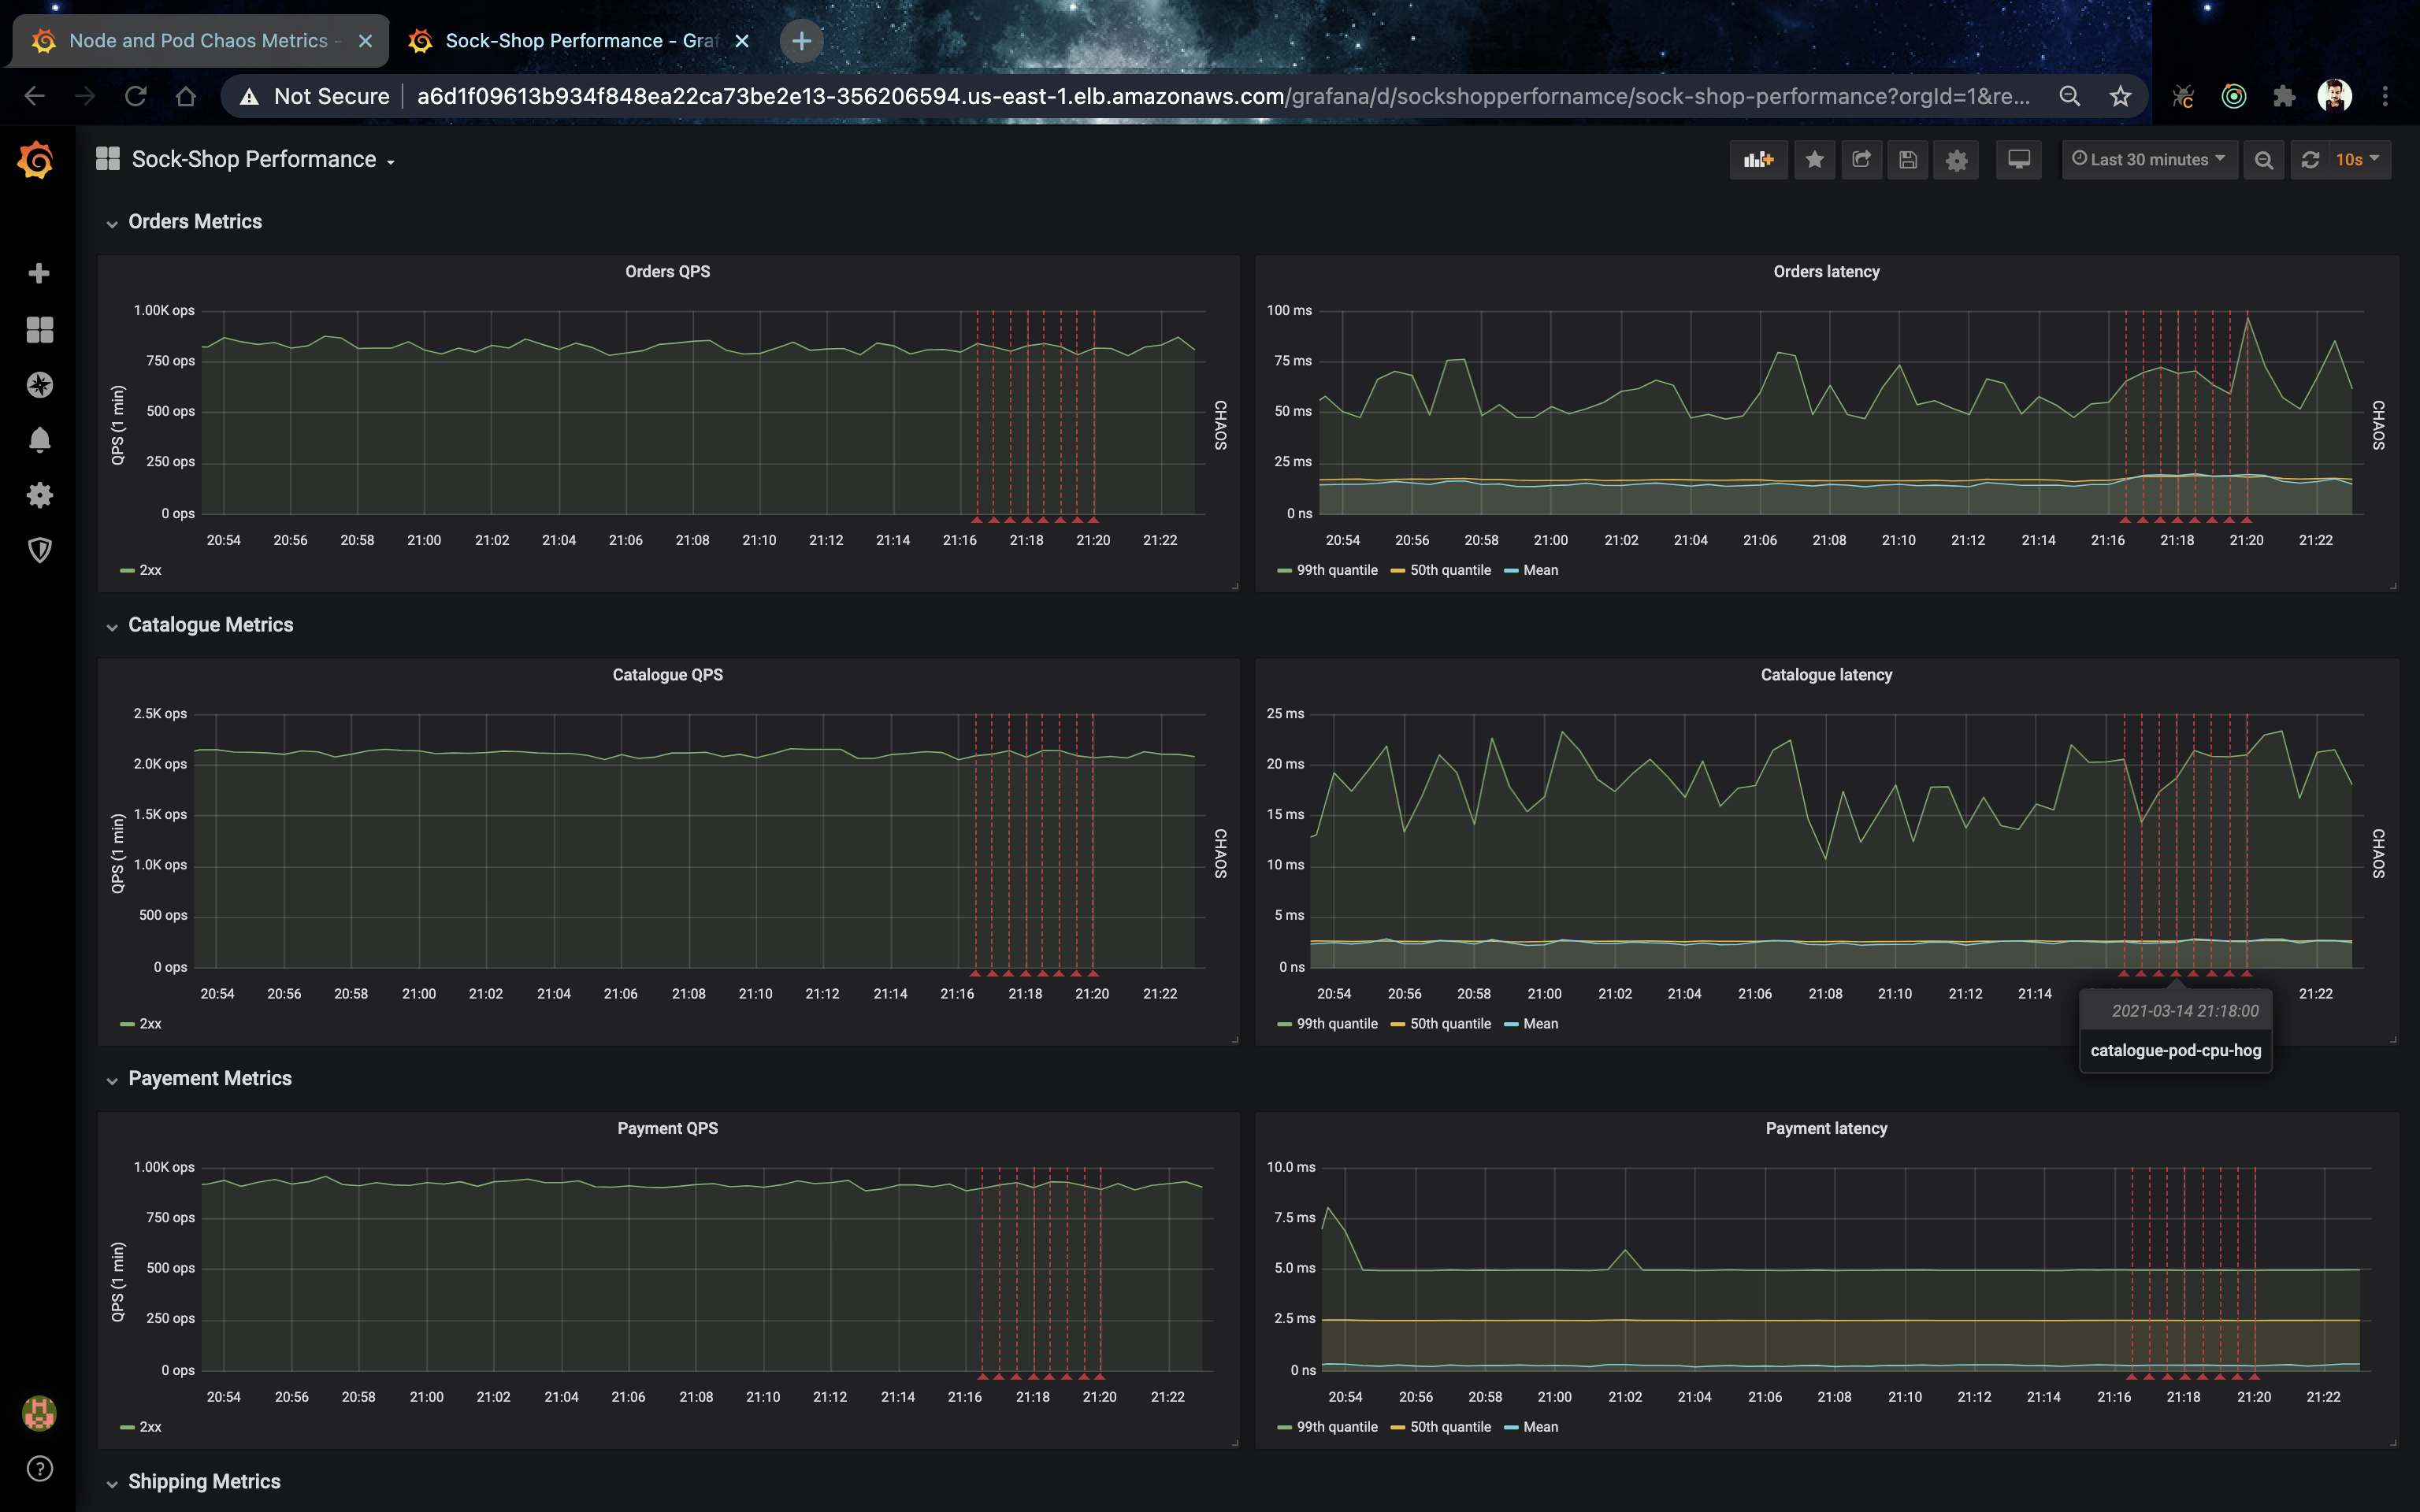 Node and Pod Chaos Metrics -
Sock-Shop Performance - Graf
Not Secure a6d1f09613b934f848ea22ca73be2e13-356206594.us-east-1.elb.amazonaws.com/grafana/d/sockshopperfornamce/sock-shop-performance?orgId=1&re...
Sock-Shop Performance
Last 30 minutes
10s
Orders Metrics
Orders QPS
QPS (1 min)
1.00K ops
750 ops
500 ops
250 ops
0 ops
CHAOS
20:54 20:56 20:58 21:00 21:02 21:04 21:06 21:08 21:10 21:12 21:14 21:16 21:18 21:20 21:22
2xx
Orders latency
100 ms
75 ms
50 ms
25 ms
0 ns
CHAOS
20:54 20:56 20:58 21:00 21:02 21:04 21:06 21:08 21:10 21:12 21:14 21:16 21:18 21:20 21:22
99th quantile 50th quantile Mean
Catalogue Metrics
Catalogue QPS
QPS (1 min)
2.5K ops
2.0K ops
1.5K ops
1.0K ops
500 ops
0 ops
CHAOS
20:54 20:56 20:58 21:00 21:02 21:04 21:06 21:08 21:10 21:12 21:14 21:16 21:18 21:20 21:22
2xx
Catalogue latency
25 ms
20 ms
15 ms
10 ms
5 ms
0 ns
CHAOS
20:54 20:56 20:58 21:00 21:02 21:04 21:06 21:08 21:10 21:12 21:14 21:22
99th quantile 50th quantile Mean
2021-03-14 21:18:00
catalogue-pod-cpu-hog
Payement Metrics
Payment QPS
QPS (1 min)
1.00K ops
750 ops
500 ops
250 ops
0 ops
20:54 20:56 20:58 21:00 21:02 21:04 21:06 21:08 21:10 21:12 21:14 21:16 21:18 21:20 21:22
2xx
Payment latency
10.0 ms
7.5 ms
5.0 ms
2.5 ms
0 ns
20:54 20:56 20:58 21:00 21:02 21:04 21:06 21:08 21:10 21:12 21:14 21:16 21:18 21:20 21:22
99th quantile 50th quantile Mean
Shipping Metrics